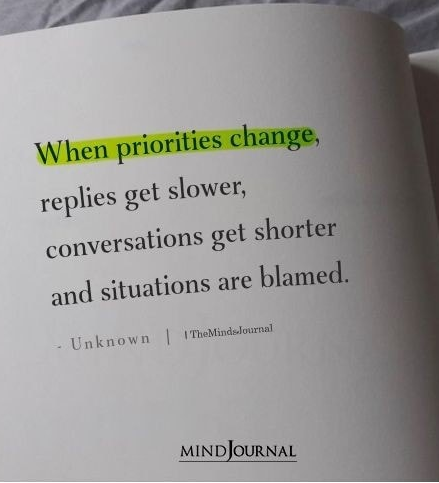 When priorities change,
replies get slower,
conversations get shorter
and situations are blamed.
- Unknown | |TheMindsJournal
MINDJOURNAL